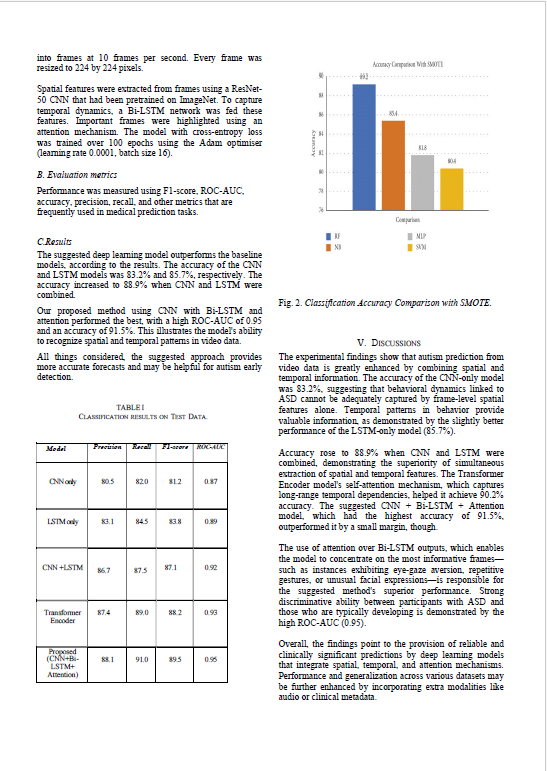 into frames at 10 frames per second. Every frame was
resized to 224 by 224 pixels.
Spatial features were extracted from frames using a ResNet-
50 CNN that had been pretrained on ImageNet. To capture
temporal dynamics, a Bi-LSTM network was fed these
features. Important frames were highlighted using an
attention mechanism. The model with cross-entropy loss
was trained over 100 epochs using the Adam optimiser
(learning rate 0.0001, batch size 16).
B. Evaluation metrics
Performance was measured using F1-score, ROC-AUC,
accuracy, precision, recall, and other metrics that are
frequently used in medical prediction tasks.
C.Results
The suggested deep learning model outperforms the baseline
models, according to the results. The accuracy of the CNN
and LSTM models was 83.2% and 85.7%, respectively. The
accuracy increased to 88.9% when CNN and LSTM were
combined.
Our proposed method using CNN with Bi-LSTM and
attention performed the best, with a high ROC-AUC of 0.95
and an accuracy of 91.5%. This illustrates the model's ability
to recognize spatial and temporal patterns in video data.
All things considered, the suggested approach provides
more accurate forecasts and may be helpful for autism early
detection.
TABLE I
CLASSIFICATION RESULTS ON TEST DATA.
Model Precision Recall F1-score ROC-AUC
CNN only 80.5 82.0 81.2 0.87
LSTM only 83.1 84.5 83.8 0.89
CNN +LSTM 86.7 87.5 87.1 0.92
Transformer
Encoder 87.4 89.0 88.2 0.93
Proposed
(CNN+Bi-
LSTM+
Attention) 88.1 91.0 89.5 0.95
Accuracy Comparison With SMOTE
90
88
86
84
82
80
78
76
Accuracy
89.2
85.4
81.8
80.4
Comparison
RF
NB
MLP
SVM
Fig. 2. Classification Accuracy Comparison with SMOTE.
V. DISCUSSIONS
The experimental findings show that autism prediction from
video data is greatly enhanced by combining spatial and
temporal information. The accuracy of the CNN-only model
was 83.2%, suggesting that behavioral dynamics linked to
ASD cannot be adequately captured by frame-level spatial
features alone. Temporal patterns in behavior provide
valuable information, as demonstrated by the slightly better
performance of the LSTM-only model (85.7%).
Accuracy rose to 88.9% when CNN and LSTM were
combined, demonstrating the superiority of simultaneous
extraction of spatial and temporal features. The Transformer
Encoder model's self-attention mechanism, which captures
long-range temporal dependencies, helped it achieve 90.2%
accuracy. The suggested CNN + Bi-LSTM + Attention
model, which had the highest accuracy of 91.5%,
outperformed it by a small margin, though.
The use of attention over Bi-LSTM outputs, which enables
the model to concentrate on the most informative frames—
such as instances exhibiting eye-gaze aversion, repetitive
gestures, or unusual facial expressions—is responsible for
the suggested method's superior performance. Strong
discriminative ability between participants with ASD and
those who are typically developing is demonstrated by the
high ROC-AUC (0.95).
Overall, the findings point to the provision of reliable and
clinically significant predictions by deep learning models
that integrate spatial, temporal, and attention mechanisms.
Performance and generalization across various datasets may
be further enhanced by incorporating extra modalities like
audio or clinical metadata.